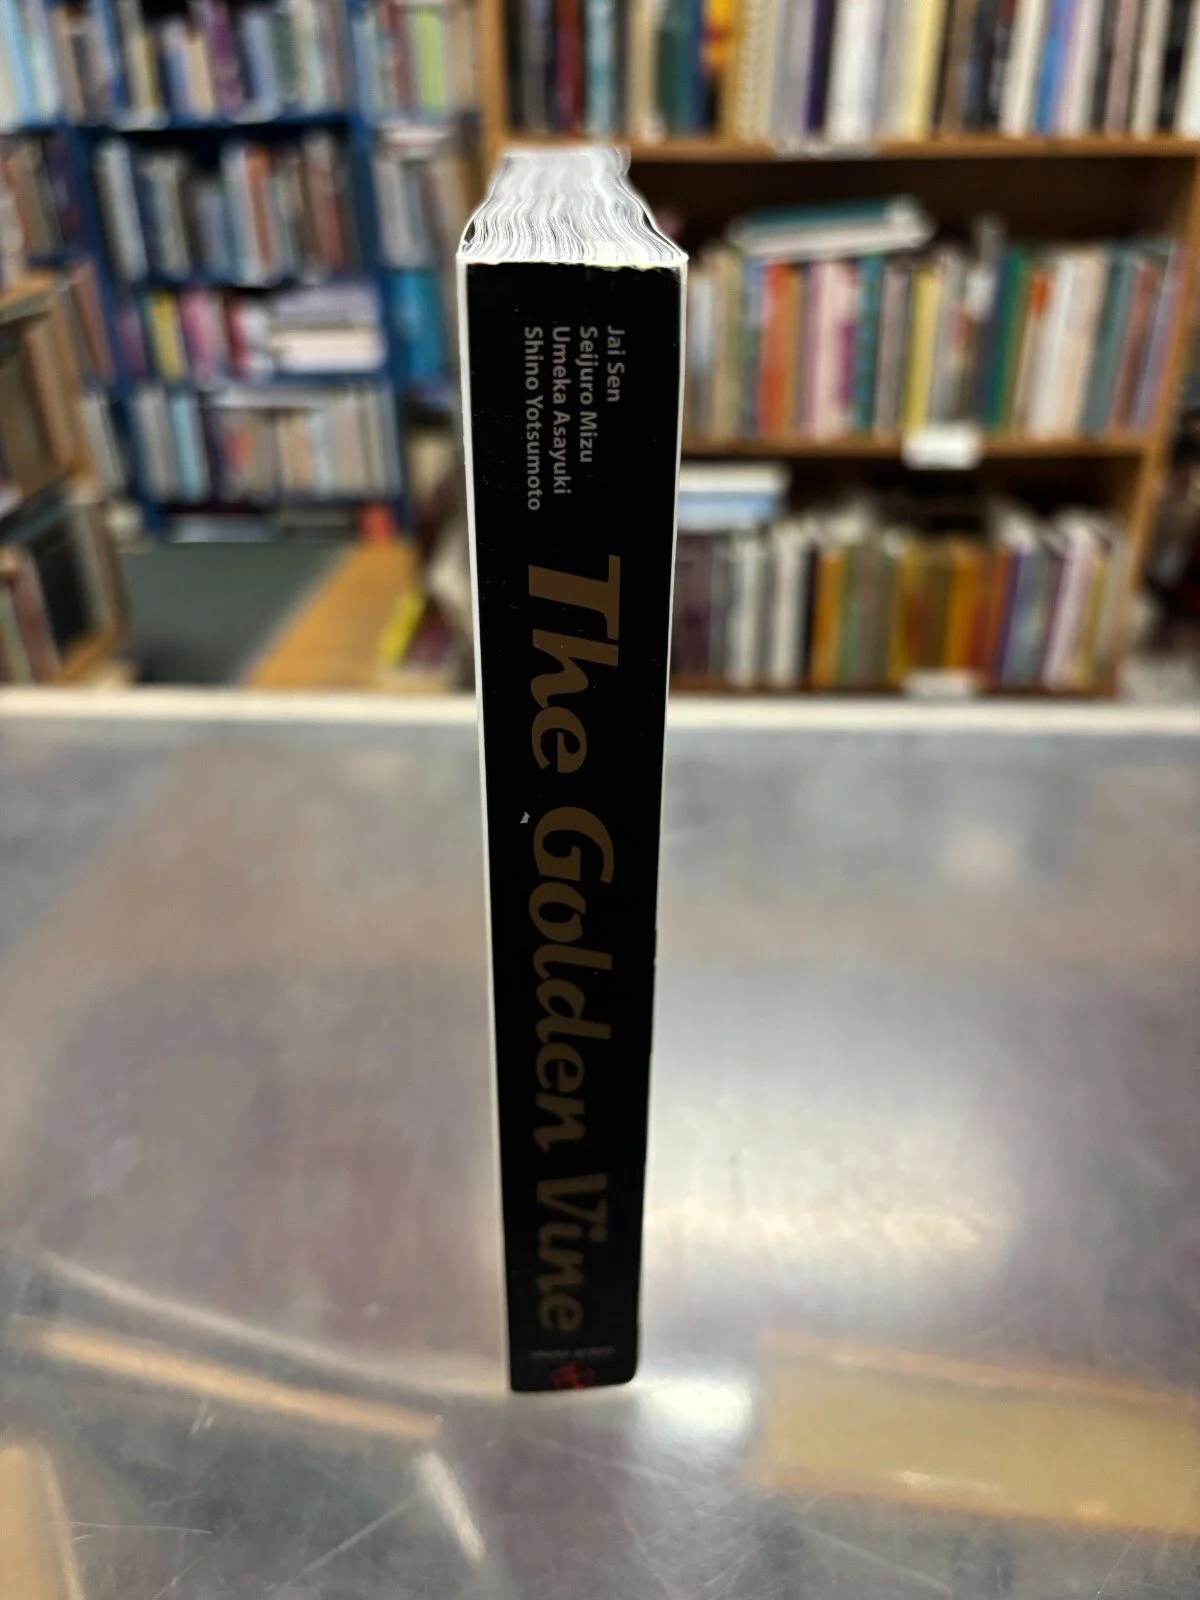 Jai Sen
Seijuro Mizu
Umeka Asayuki
Shino Yotsumoto
The Golden Vine